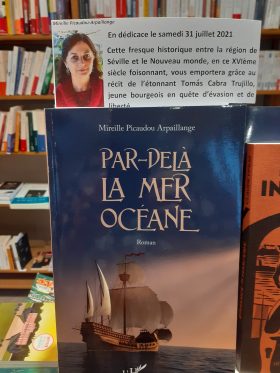 En dédicace le samedi 31 juillet 2021
Mireille Picaudou Arpaillange
Cette fresque historique entre la région de
Séville et le Nouveau monde, en ce XVIème
siècle foisonnant, vous emportera grâce au
récit de l'étonnant Tomás Cabra Trujillo,
jeune bourgeois en quête d'évasion et de
liberté
Mireille Picaudou Arpaillange
PAR-DELÀ
LA MER
OCÉANE
Roman
IN